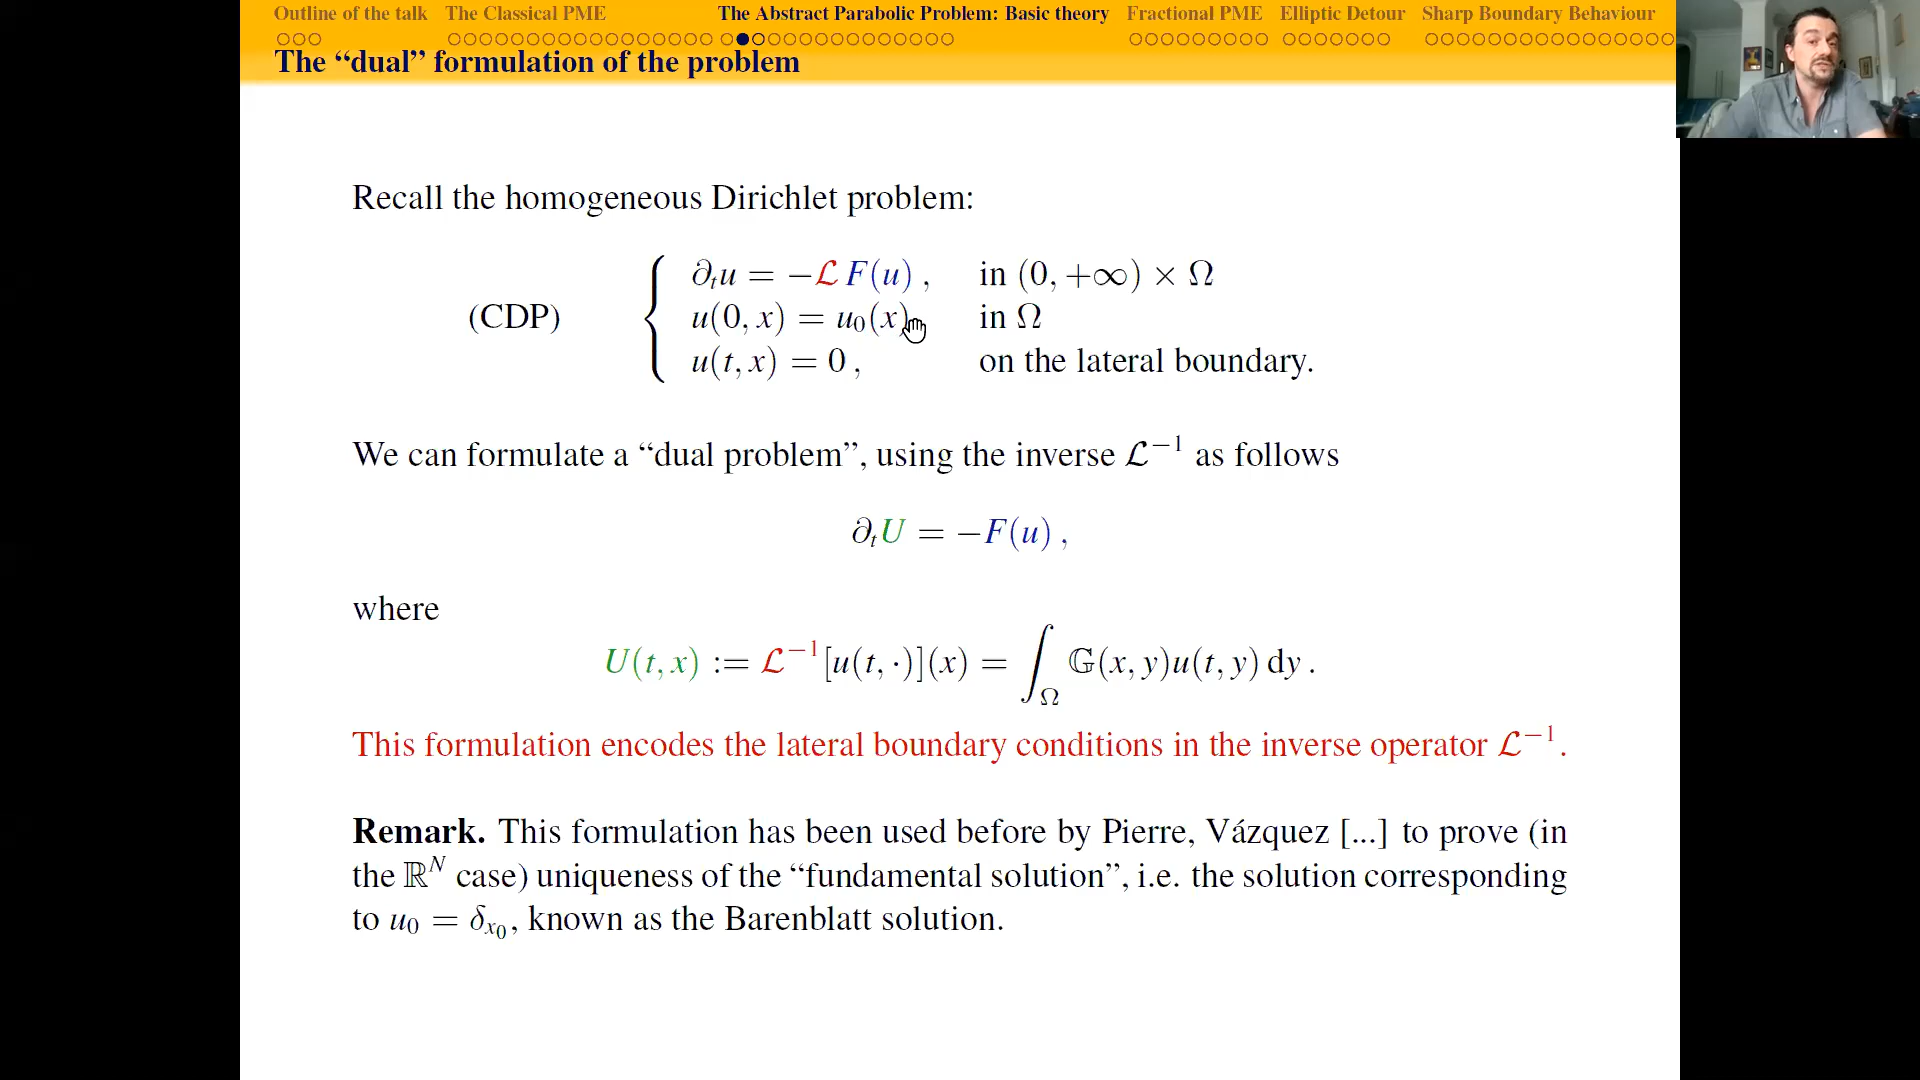 Outline of the talk The Classical PME The Abstract Parabolic Problem: Basic theory Fractional PME Elliptic Detour Sharp Boundary Behaviour
The “dual” formulation of the problem
Recall the homogeneous Dirichlet problem:
∂ₜu = −ℒ F(u) , in (0, +∞) × Ω
(CDP) u(0, x) = u₀(x) in Ω
u(t, x) = 0 , on the lateral boundary.
We can formulate a “dual problem”, using the inverse ℒ⁻¹ as follows
∂ₜU = −F(u) ,
where
U(t, x) := ℒ⁻¹[u(t, ·)](x) = ∫_Ω 𝔾(x, y)u(t, y) dy .
This formulation encodes the lateral boundary conditions in the inverse operator ℒ⁻¹.
Remark. This formulation has been used before by Pierre, Vázquez [...] to prove (in
the ℝᴺ case) uniqueness of the “fundamental solution”, i.e. the solution corresponding
to u₀ = δ_{x₀}, known as the Barenblatt solution.